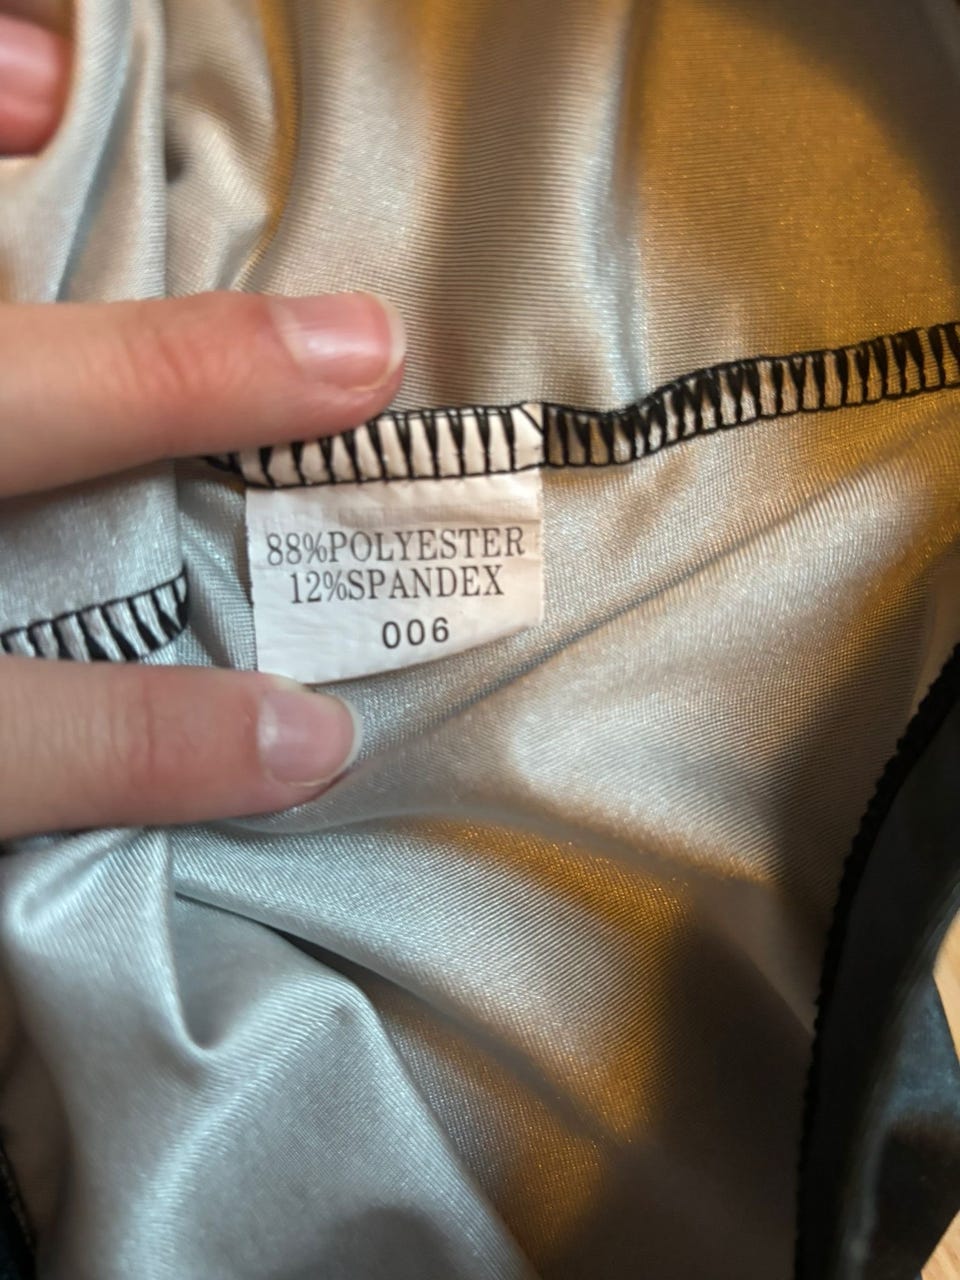 88%POLYESTER
12%SPANDEX
006